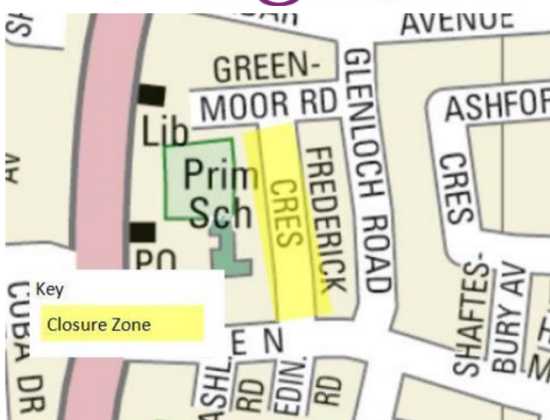 AVENUE
GREEN-
MOOR RD
GLENLOCH ROAD
ASHFOR
Lib
Prim
Sch
CRES
FREDERICK
CRES
PO
Key
Closure Zone
CUBA DR
E N
ASHL.
RD
EDIN.
RD
SHAFTES-
BURY AV